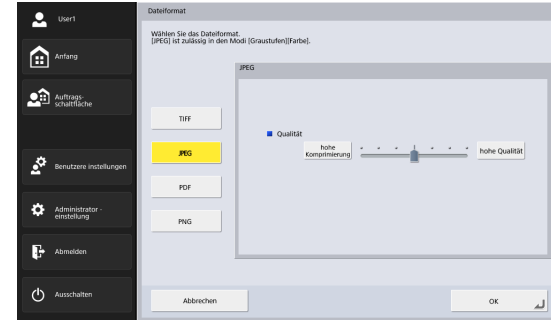 User1
Anfang
Auftrags-
schaltfläche
Benutzere instellungen
Administrator -
einstellung
Abmelden
Ausschalten
Dateiformat
Wählen Sie das Dateiformat.
[JPEG] ist zulässig in den Modi [Graustufen][Farbe].
TIFF
JPEG
PDF
PNG
JPEG
Qualität
hohe
Komprimierung
hohe Qualität
Abbrechen
OK